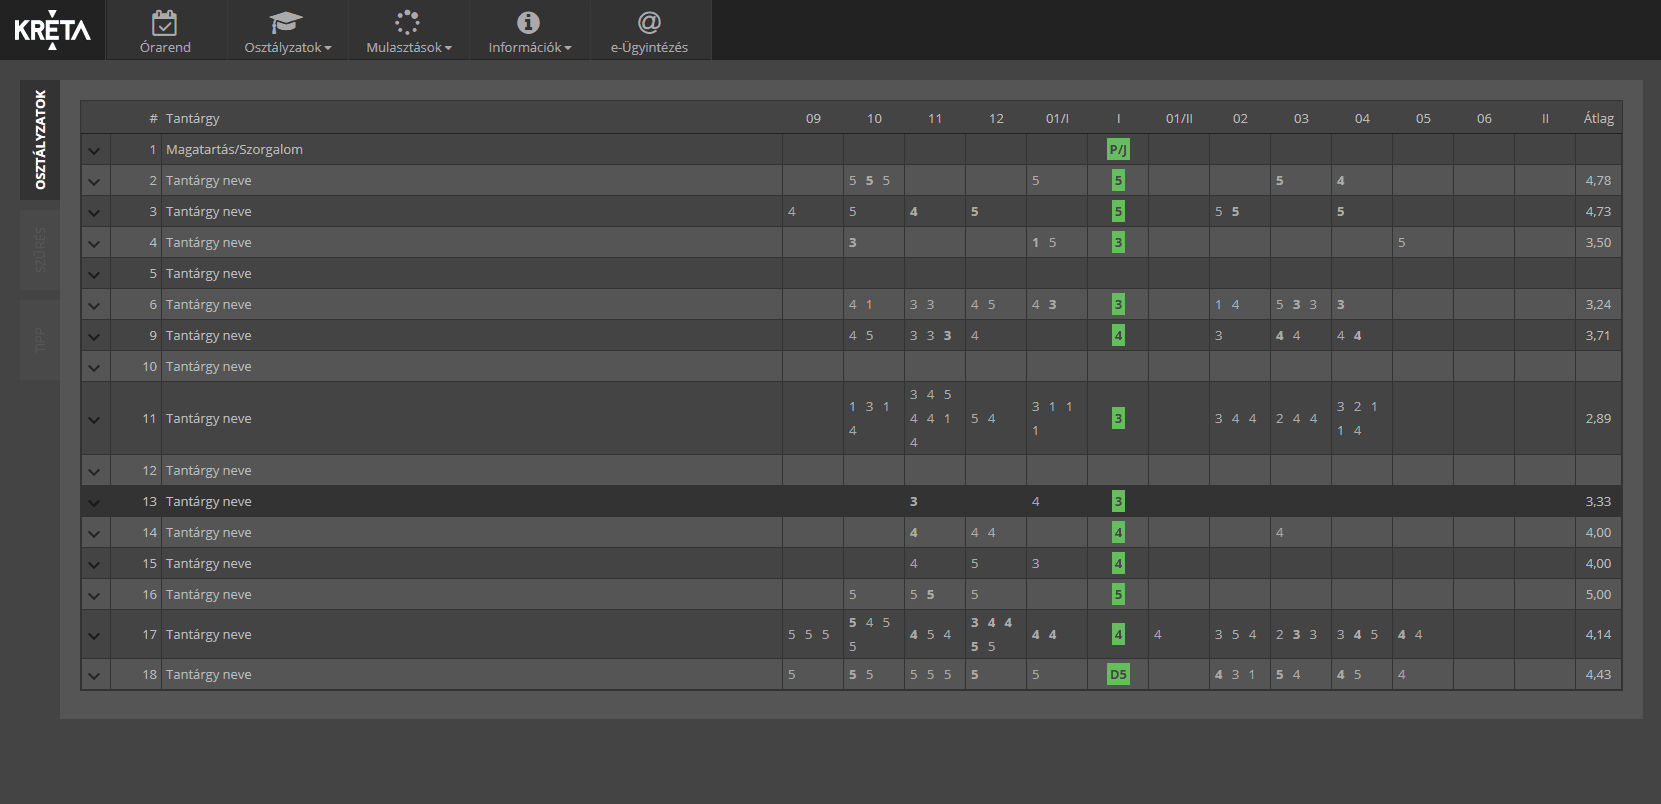 KRÉTA
Órarend Osztályzatok Mulasztások Információk e-Ügyintézés
OSZTÁLYZATOK
SZŰRÉS
TIPP
# Tantárgy 09 10 11 12 01/I I 01/II 02 03 04 05 06 II Átlag
1 Magatartás/Szorgalom P/J
2 Tantárgy neve 5 5 5 5 5 5 4 4,78
3 Tantárgy neve 4 5 4 5 5 5 5 5 4,73
4 Tantárgy neve 3 1 5 3 5 3,50
5 Tantárgy neve
6 Tantárgy neve 4 1 3 3 4 5 4 3 3 1 4 5 3 3 3 3,24
9 Tantárgy neve 4 5 3 3 3 4 4 3 4 4 4 4 3,71
10 Tantárgy neve
11 Tantárgy neve 1 3 1 4 3 4 5 4 4 1 4 5 4 3 1 1 1 3 3 4 4 2 4 4 3 2 1 1 4 2,89
12 Tantárgy neve
13 Tantárgy neve 3 4 3 3,33
14 Tantárgy neve 4 4 4 4 4 4,00
15 Tantárgy neve 4 5 3 4 4,00
16 Tantárgy neve 5 5 5 5 5 5,00
17 Tantárgy neve 5 5 5 5 4 5 5 4 5 4 3 4 4 5 5 4 4 4 4 3 5 4 2 3 3 3 4 5 4 4 4,14
18 Tantárgy neve 5 5 5 5 5 5 5 5 D5 4 3 1 5 4 4 5 4 4,43